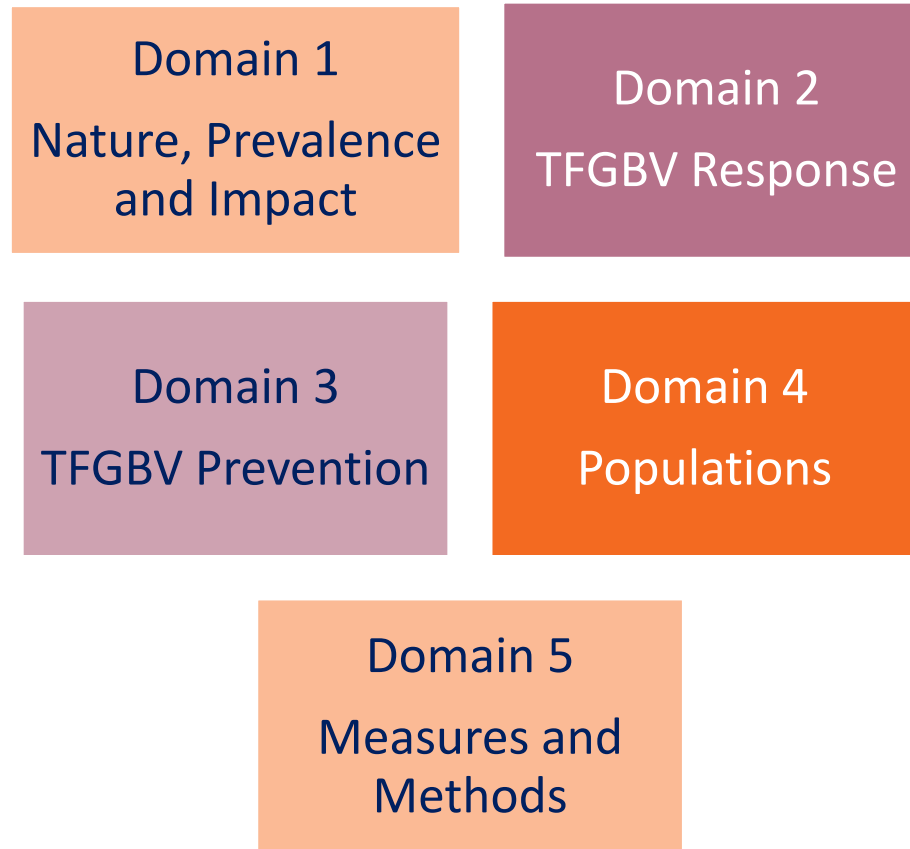 Domain 1
Nature, Prevalence
and Impact
Domain 2
TFGBV Response
Domain 3
TFGBV Prevention
Domain 4
Populations
Domain 5
Measures and
Methods